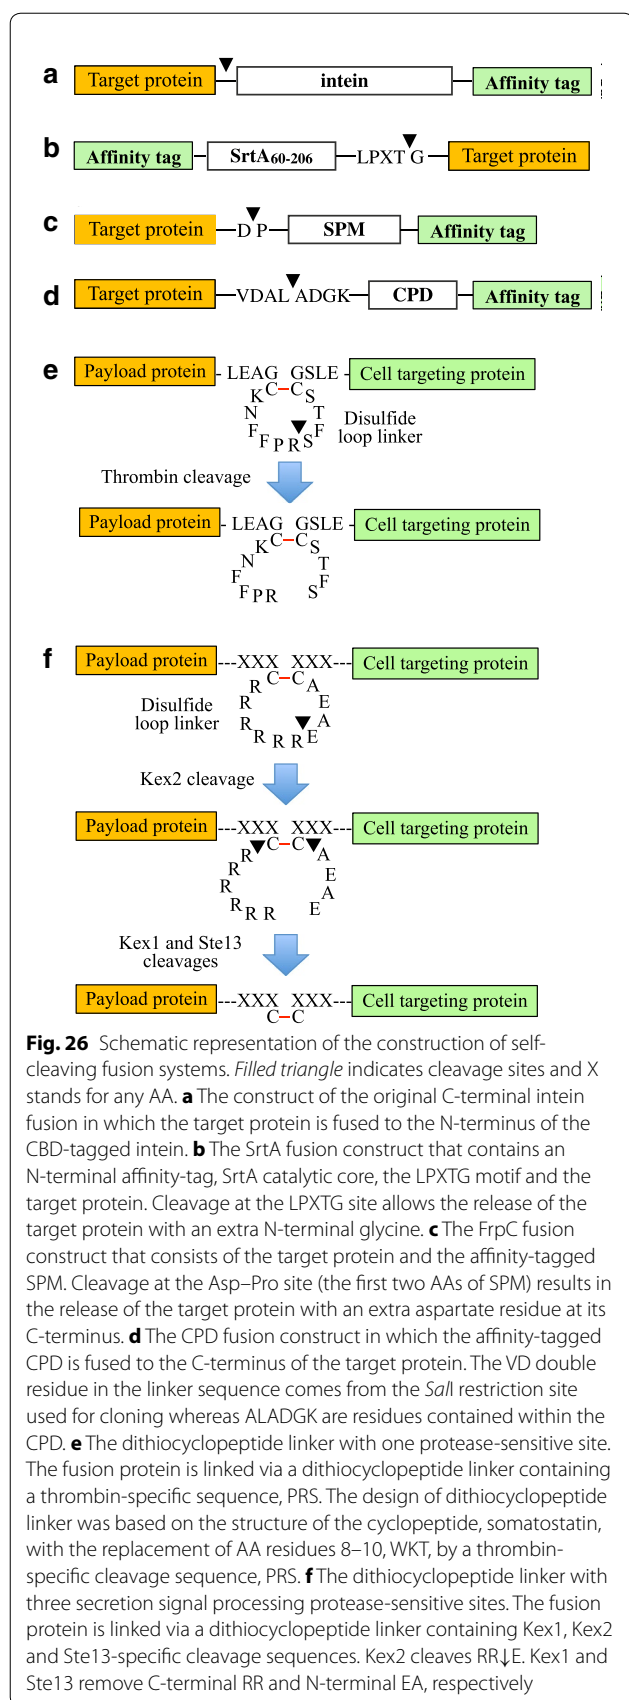 a Target protein intein Affinity tag
b Affinity tag SrtA60-206 LPXT G Target protein
c Target protein D P SPM Affinity tag
d Target protein VDAL ADGK CPD Affinity tag
e Payload protein - LEAG GSLE - Cell targeting protein
C – C
K S
N T
F F
F P R S
Disulfide
loop linker
Thrombin cleavage
Payload protein - LEAG GSLE - Cell targeting protein
C – C
K S
N T
F F
F P R S
f Payload protein ---XXX XXX--- Cell targeting protein
C – C
R A
R E
R A
R R R E
Disulfide
loop linker
Kex2 cleavage
Payload protein ---XXX XXX--- Cell targeting protein
C – C
R A
R E
R A
R R R E
Kex1 and Ste13
cleavages
Payload protein ---XXX XXX--- Cell targeting protein
C – C
Fig. 26 Schematic representation of the construction of self-
cleaving fusion systems. Filled triangle indicates cleavage sites and X
stands for any AA. a The construct of the original C-terminal intein
fusion in which the target protein is fused to the N-terminus of the
CBD-tagged intein. b The SrtA fusion construct that contains an
N-terminal affinity-tag, SrtA catalytic core, the LPXTG motif and the
target protein. Cleavage at the LPXTG site allows the release of the
target protein with an extra N-terminal glycine. c The FrpC fusion
construct that consists of the target protein and the affinity-tagged
SPM. Cleavage at the Asp–Pro site (the first two AAs of SPM) results in
the release of the target protein with an extra aspartate residue at its
C-terminus. d The CPD fusion construct in which the affinity-tagged
CPD is fused to the C-terminus of the target protein. The VD double
residue in the linker sequence comes from the SalI restriction site
used for cloning whereas ALADGK are residues contained within the
CPD. e The dithiocyclopeptide linker with one protease-sensitive site.
The fusion protein is linked via a dithiocyclopeptide linker containing
a thrombin-specific sequence, PRS. The design of dithiocyclopeptide
linker was based on the structure of the cyclopeptide, somatostatin,
with the replacement of AA residues 8–10, WKT, by a thrombin-
specific cleavage sequence, PRS. f The dithiocyclopeptide linker with
three secretion signal processing protease-sensitive sites. The fusion
protein is linked via a dithiocyclopeptide linker containing Kex1, Kex2
and Ste13-specific cleavage sequences. Kex2 cleaves RR↓E. Kex1 and
Ste13 remove C-terminal RR and N-terminal EA, respectively